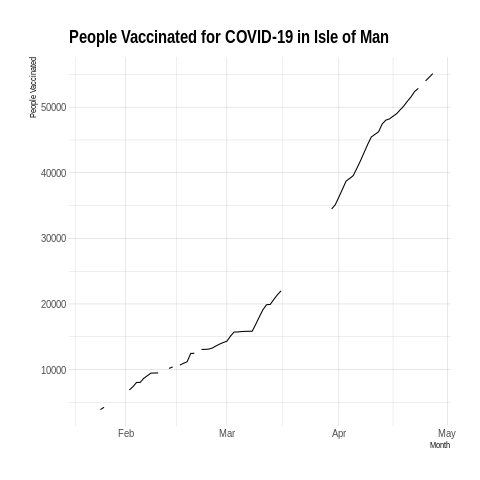 People Vaccinated for COVID-19 in Isle of Man
People Vaccinated
50000
40000
30000
20000
10000
Feb Mar Apr May
Month